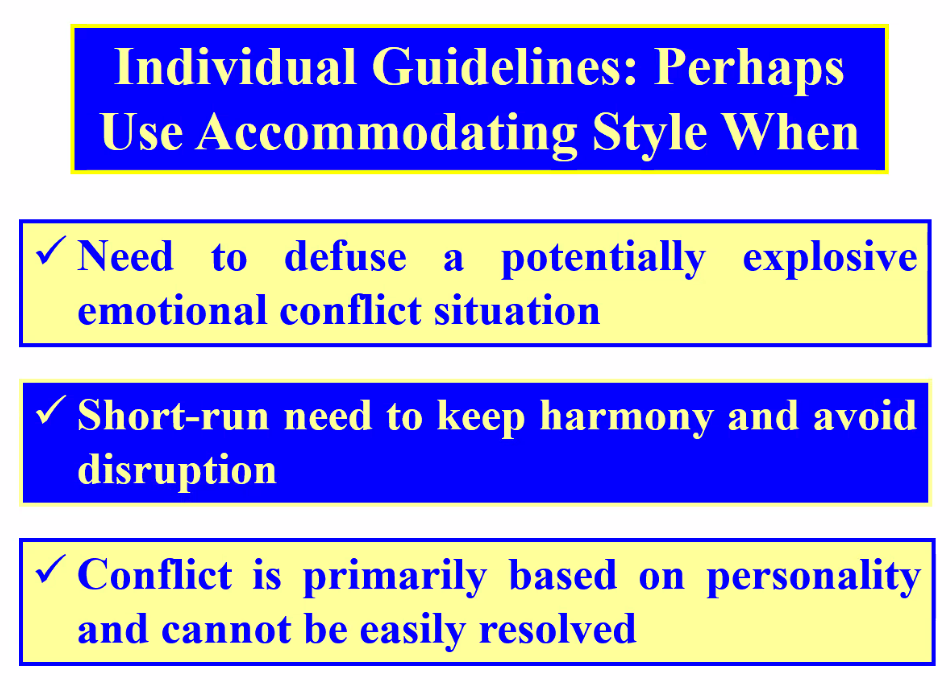 Individual Guidelines: Perhaps
Use Accommodating Style When
✓ Need to defuse a potentially explosive
emotional conflict situation
✓ Short-run need to keep harmony and avoid
disruption
✓ Conflict is primarily based on personality
and cannot be easily resolved